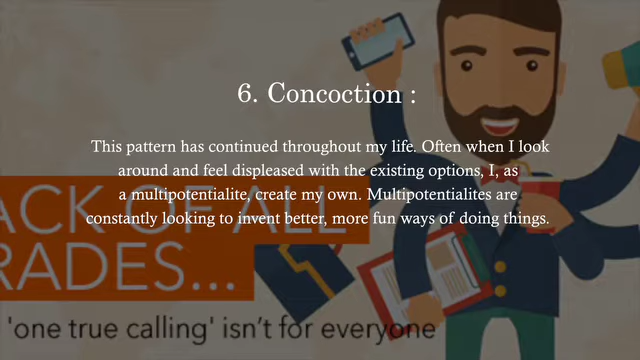 6. Concoction :
This pattern has continued throughout my life. Often when I look
around and feel displeased with the existing options, I, as
a multipotentialite, create my own. Multipotentialites are
constantly looking to invent better, more fun ways of doing things.
ACK OF ALL
RADES...
'one true calling' isn't for everyone